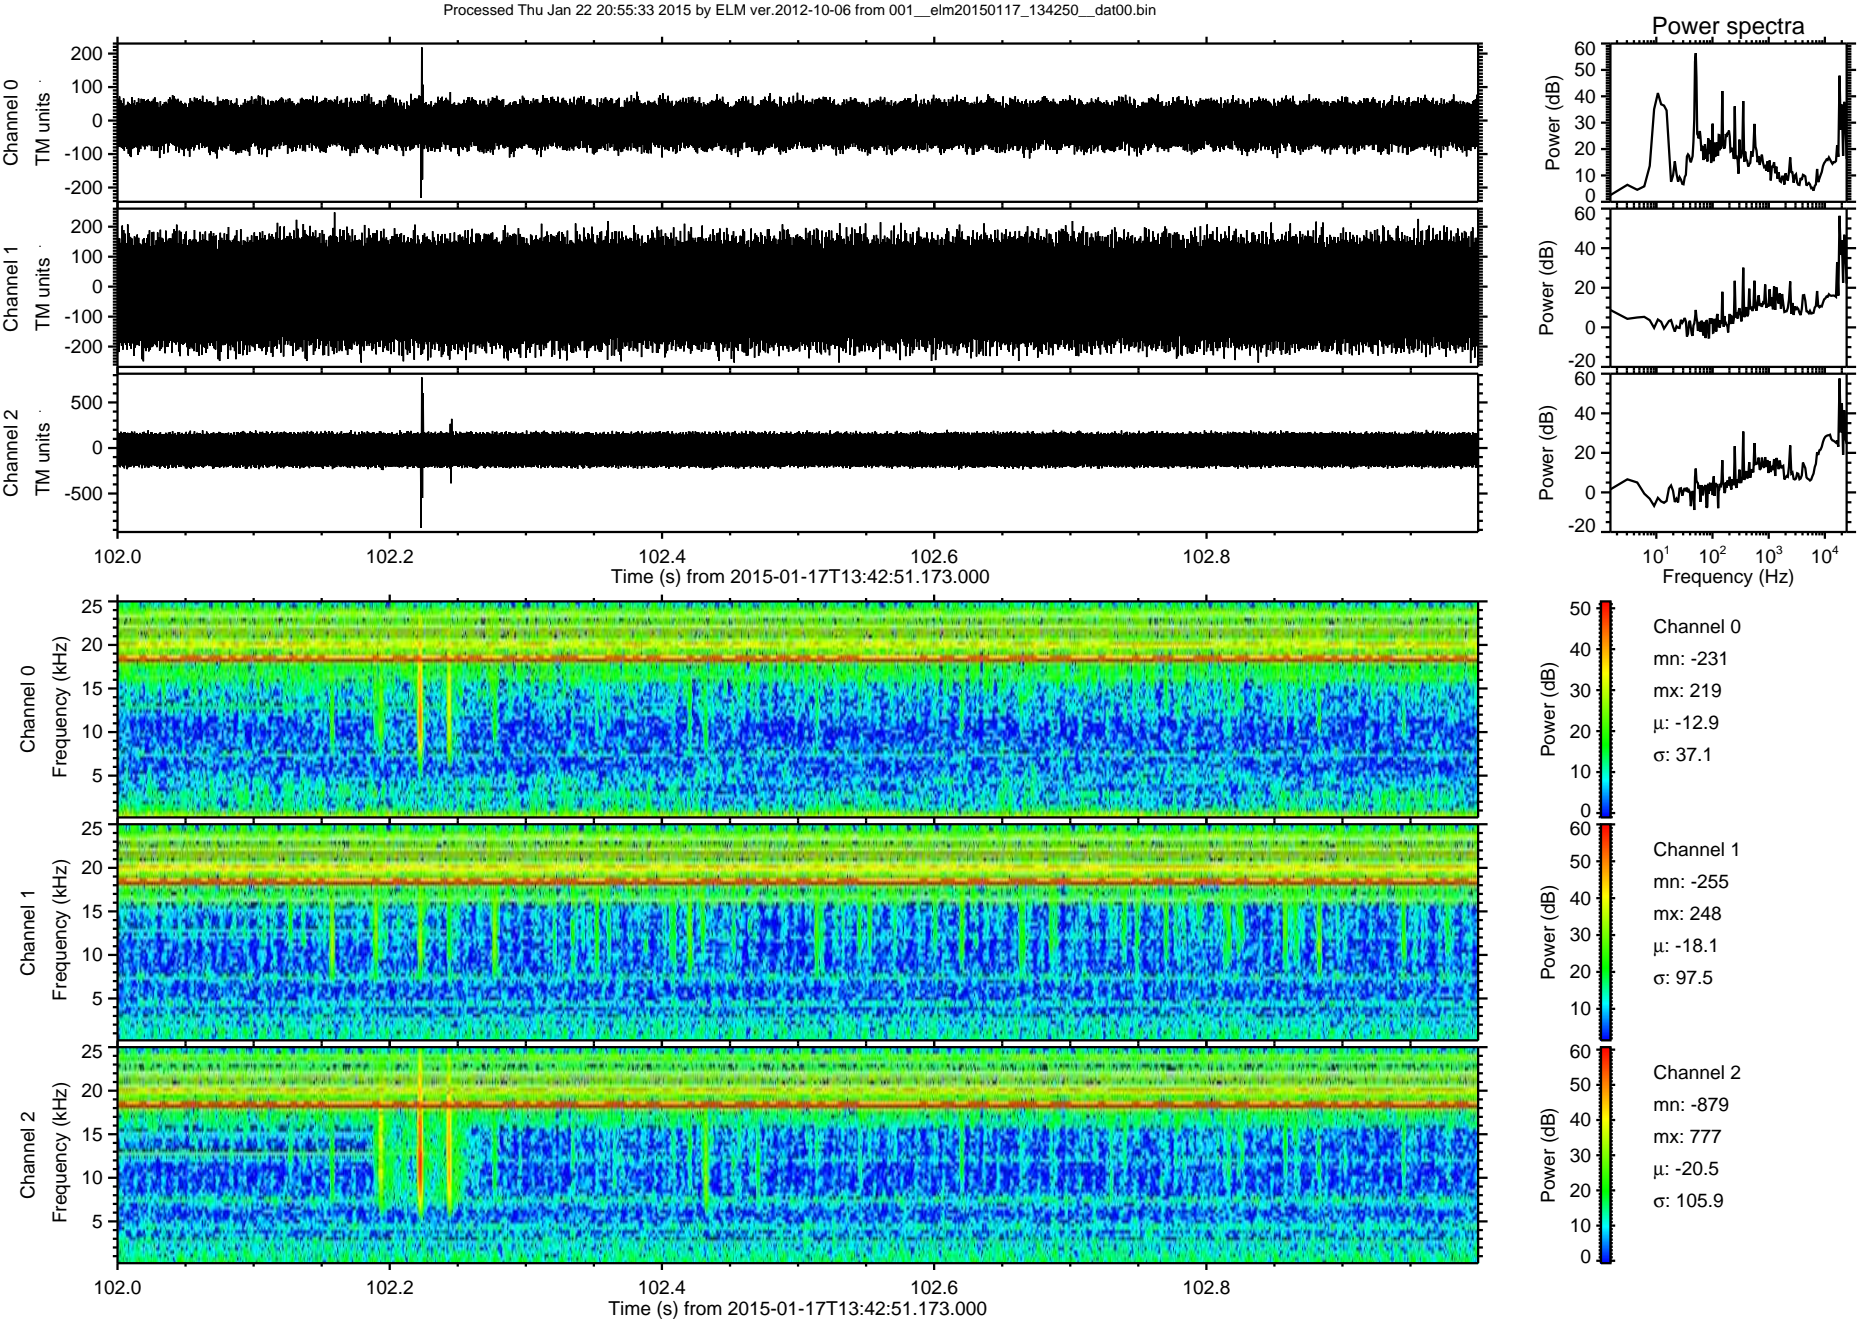 Processed Thu Jan 22 20:55:33 2015 by ELM ver.2012-10-06 from 001__elm20150117_134250__dat00.bin
Power spectra
Channel 0
TM units
200
100
0
-100
-200
Power (dB)
60
50
40
30
20
10
0
Channel 1
TM units
200
100
0
-100
-200
Power (dB)
60
40
20
0
-20
Channel 2
TM units
500
0
-500
Power (dB)
60
40
20
0
-20
102.0 102.2 102.4 102.6 102.8
Time (s) from 2015-01-17T13:42:51.173.000
10¹ 10² 10³ 10⁴
Frequency (Hz)
Channel 0
Frequency (kHz)
25
20
15
10
5
Power (dB)
50
40
30
20
10
0
Channel 0
mn: -231
mx: 219
μ: -12.9
σ: 37.1
Channel 1
Frequency (kHz)
25
20
15
10
5
Power (dB)
60
50
40
30
20
10
Channel 1
mn: -255
mx: 248
μ: -18.1
σ: 97.5
Channel 2
Frequency (kHz)
25
20
15
10
5
Power (dB)
60
50
40
30
20
10
0
Channel 2
mn: -879
mx: 777
μ: -20.5
σ: 105.9
102.0 102.2 102.4 102.6 102.8
Time (s) from 2015-01-17T13:42:51.173.000